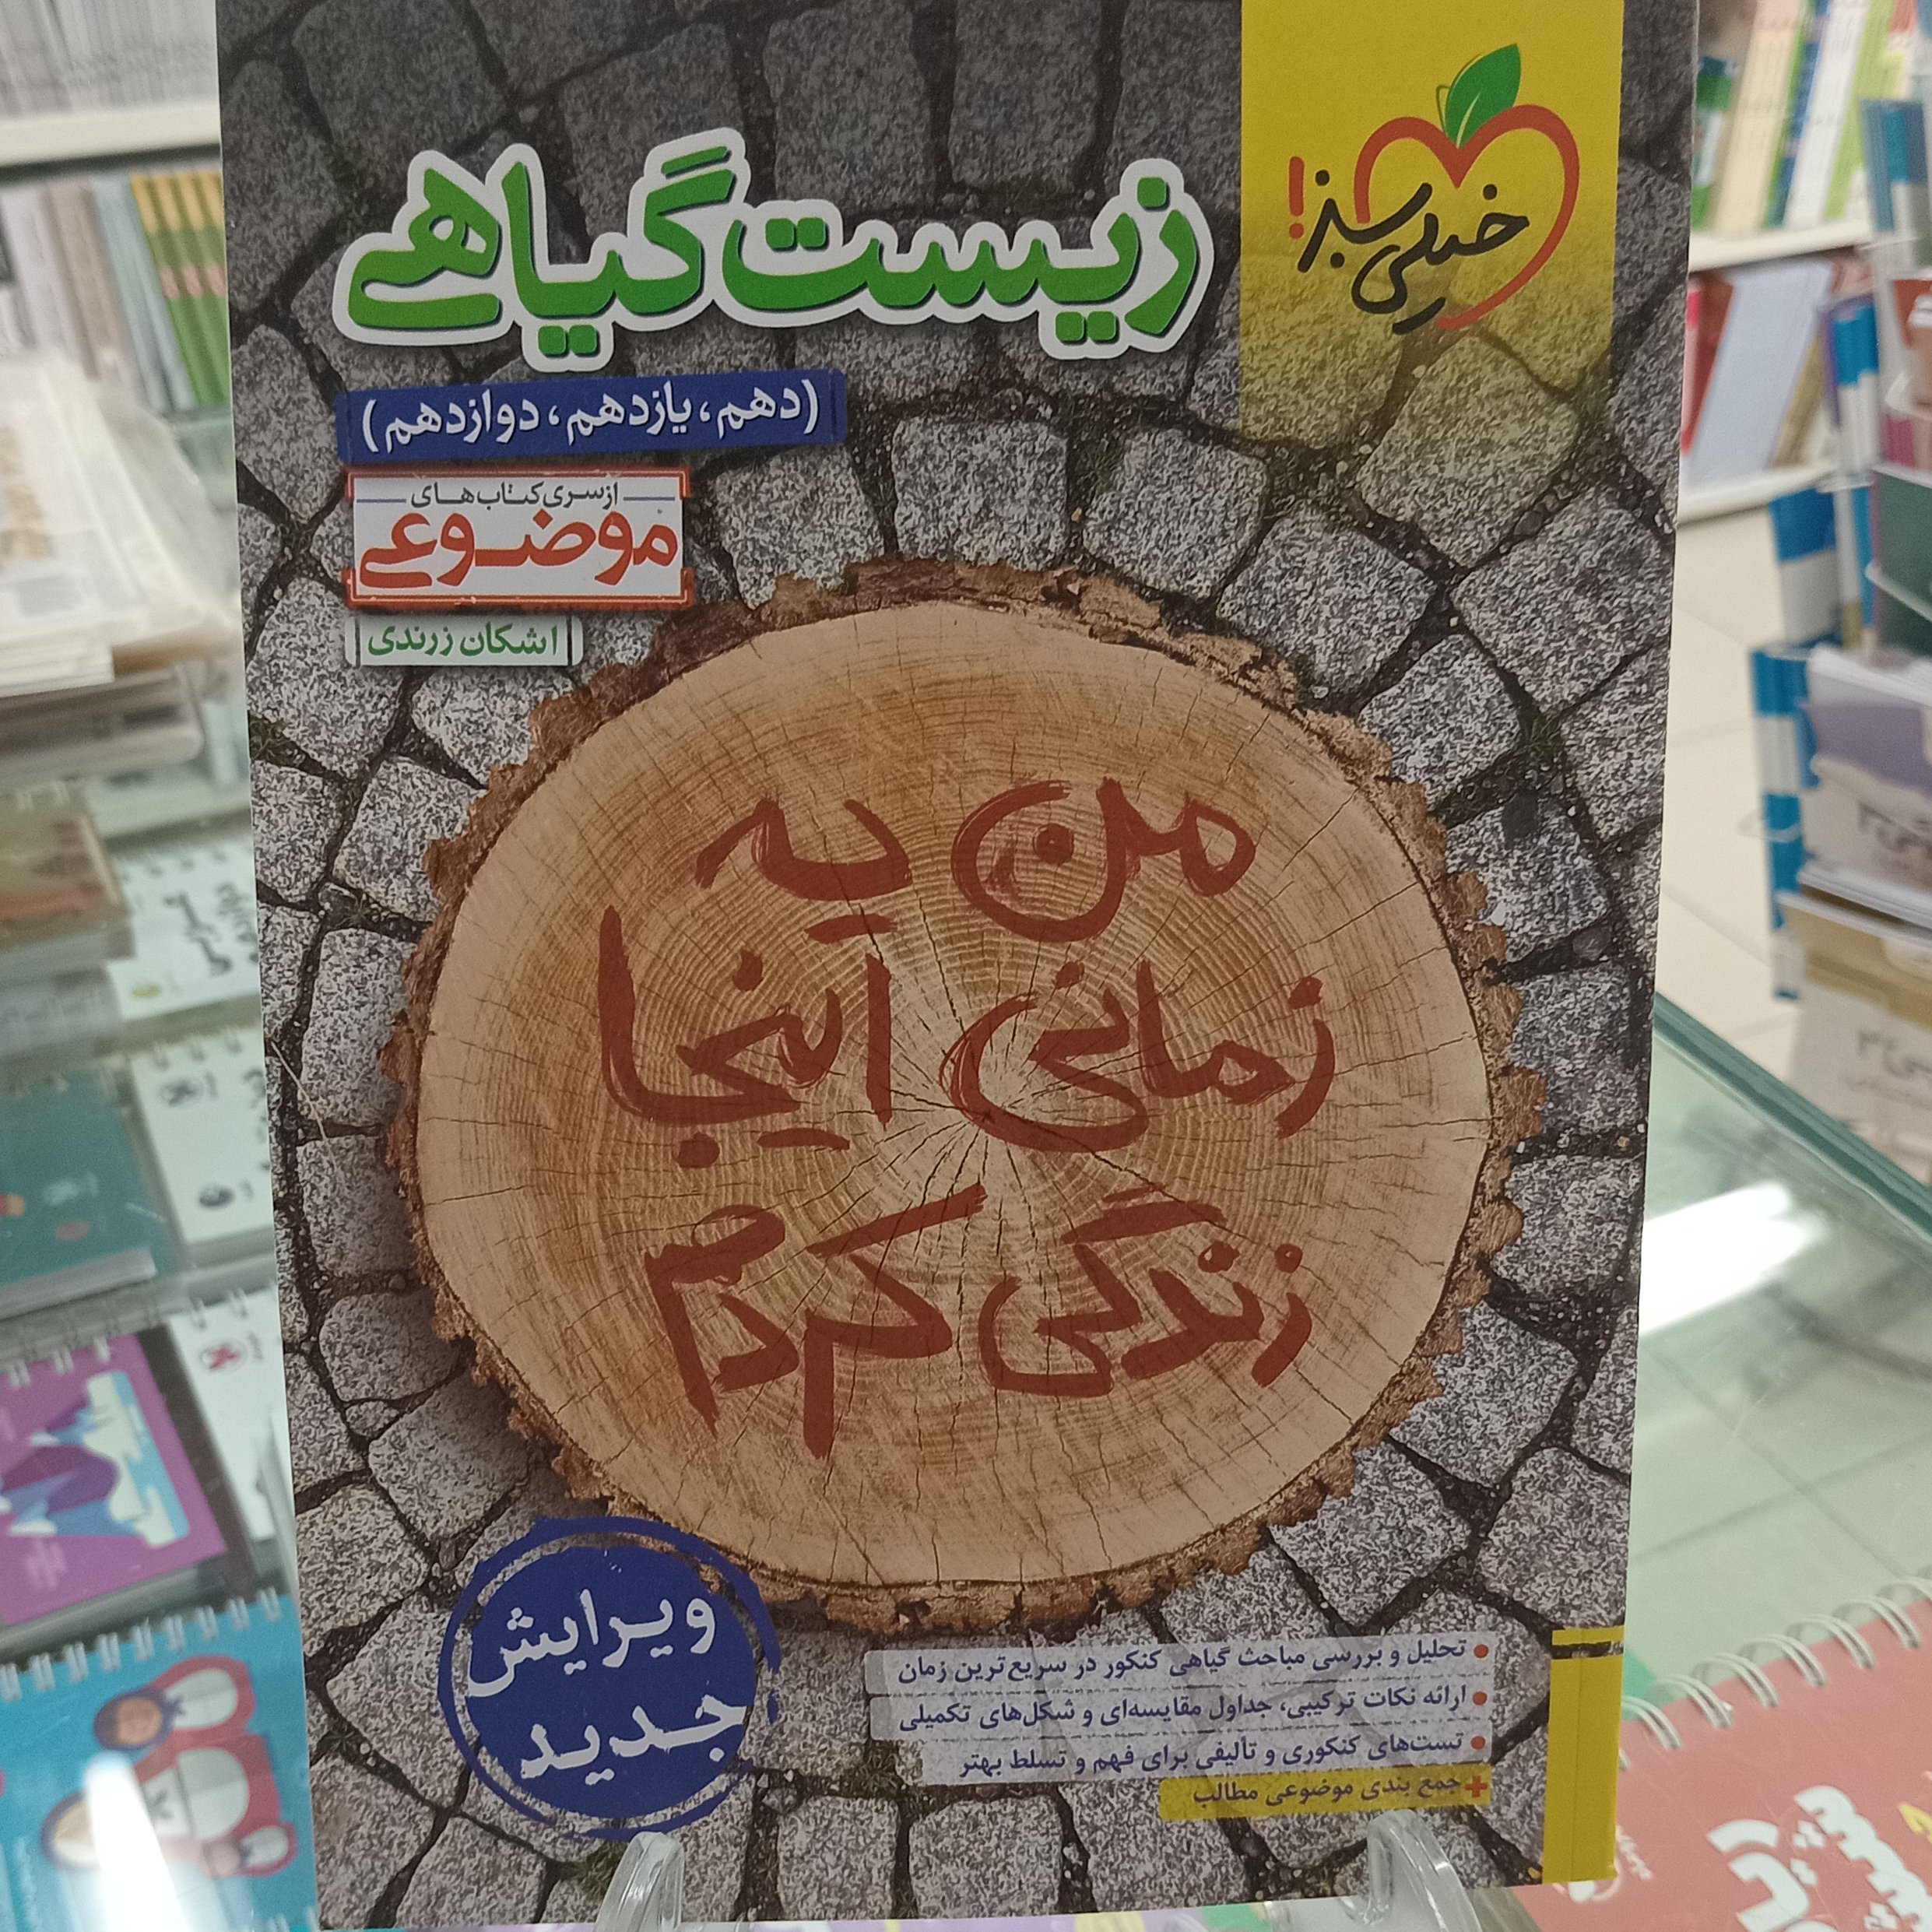 خیلی سبز!
زیست گیاهی
(دهم، یازدهم، دوازدهم)
از سری کتاب‌های
موضوعی
اشکان زرندی
من یه
زمانی اینجا
زندگی کردم
ویرایش
جدید
تحلیل و بررسی مباحث گیاهی کنکور در سریع‌ترین زمان
ارائه نکات ترکیبی، جداول مقایسه‌ای و شکل‌های تکمیلی
تست‌های کنکوری و تألیفی برای فهم و تسلط بهتر
+ جمع بندی موضوعی مطالب